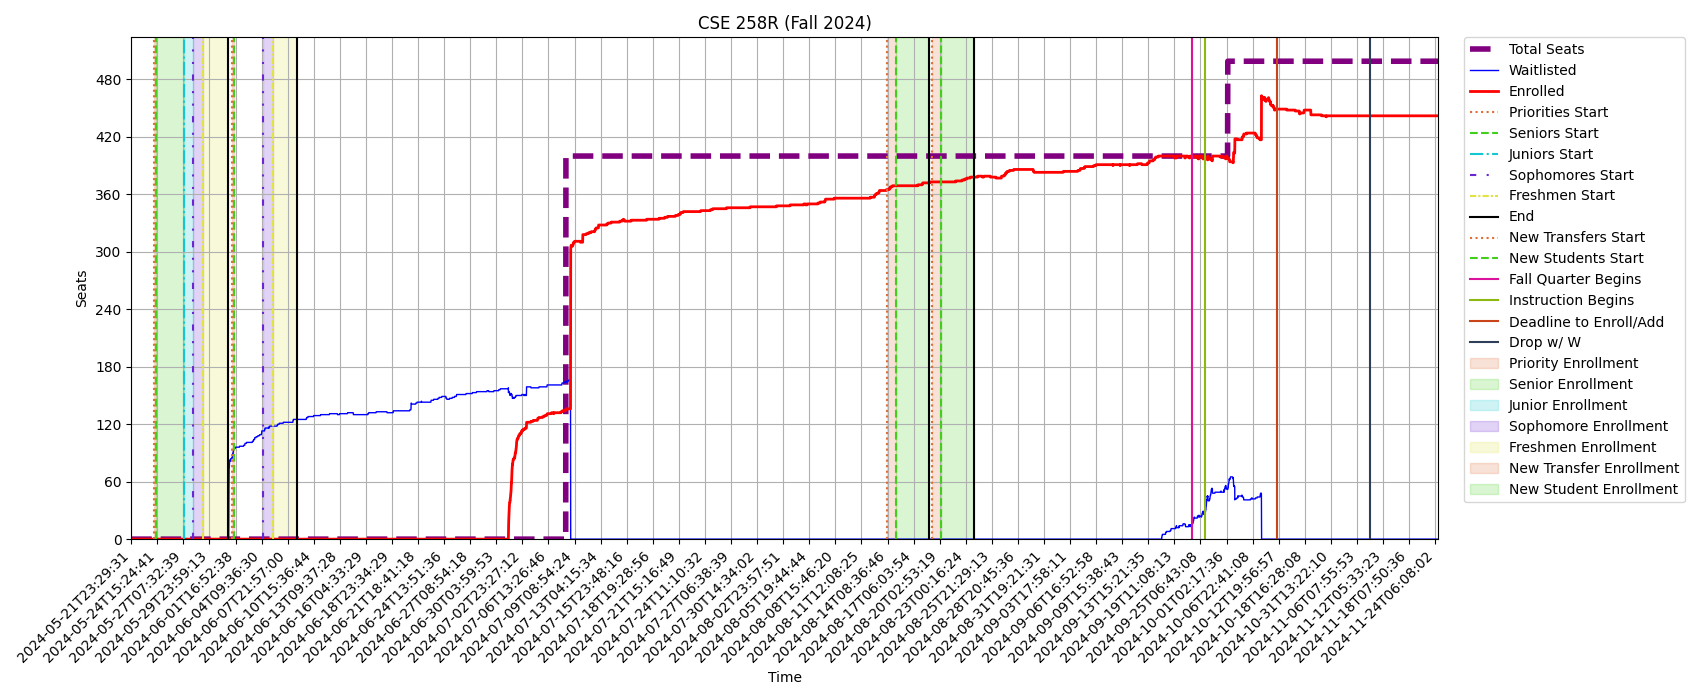 CSE 258R (Fall 2024)
Seats
480
420
360
300
240
180
120
60
0
2024-05-21T23:29:31
2024-05-24T15:24:41
2024-05-27T07:32:39
2024-05-29T23:59:13
2024-06-01T16:52:38
2024-06-04T09:36:30
2024-06-07T21:57:00
2024-06-10T15:36:44
2024-06-13T09:37:28
2024-06-16T04:33:29
2024-06-18T23:34:29
2024-06-21T18:41:18
2024-06-24T13:51:36
2024-06-27T08:54:18
2024-06-30T03:59:53
2024-07-02T23:27:12
2024-07-06T13:26:46
2024-07-09T08:54:24
2024-07-13T04:15:34
2024-07-15T23:48:16
2024-07-18T19:28:56
2024-07-21T15:16:49
2024-07-24T11:10:32
2024-07-27T06:38:39
2024-07-30T14:34:02
2024-08-02T23:57:51
2024-08-05T19:44:44
2024-08-08T15:46:20
2024-08-11T12:08:25
2024-08-14T08:36:46
2024-08-17T06:03:54
2024-08-20T02:53:19
2024-08-23T00:16:24
2024-08-25T21:29:13
2024-08-28T20:45:36
2024-08-31T19:21:31
2024-09-03T17:58:11
2024-09-06T16:52:58
2024-09-09T15:38:43
2024-09-13T15:21:35
2024-09-19T11:08:13
2024-09-25T06:43:08
2024-10-01T02:17:36
2024-10-06T22:41:08
2024-10-12T19:56:57
2024-10-18T16:28:08
2024-10-31T13:22:10
2024-11-06T07:55:53
2024-11-12T05:33:23
2024-11-18T07:50:36
2024-11-24T06:08:02
Time
Total Seats
Waitlisted
Enrolled
Priorities Start
Seniors Start
Juniors Start
Sophomores Start
Freshmen Start
End
New Transfers Start
New Students Start
Fall Quarter Begins
Instruction Begins
Deadline to Enroll/Add
Drop w/ W
Priority Enrollment
Senior Enrollment
Junior Enrollment
Sophomore Enrollment
Freshmen Enrollment
New Transfer Enrollment
New Student Enrollment